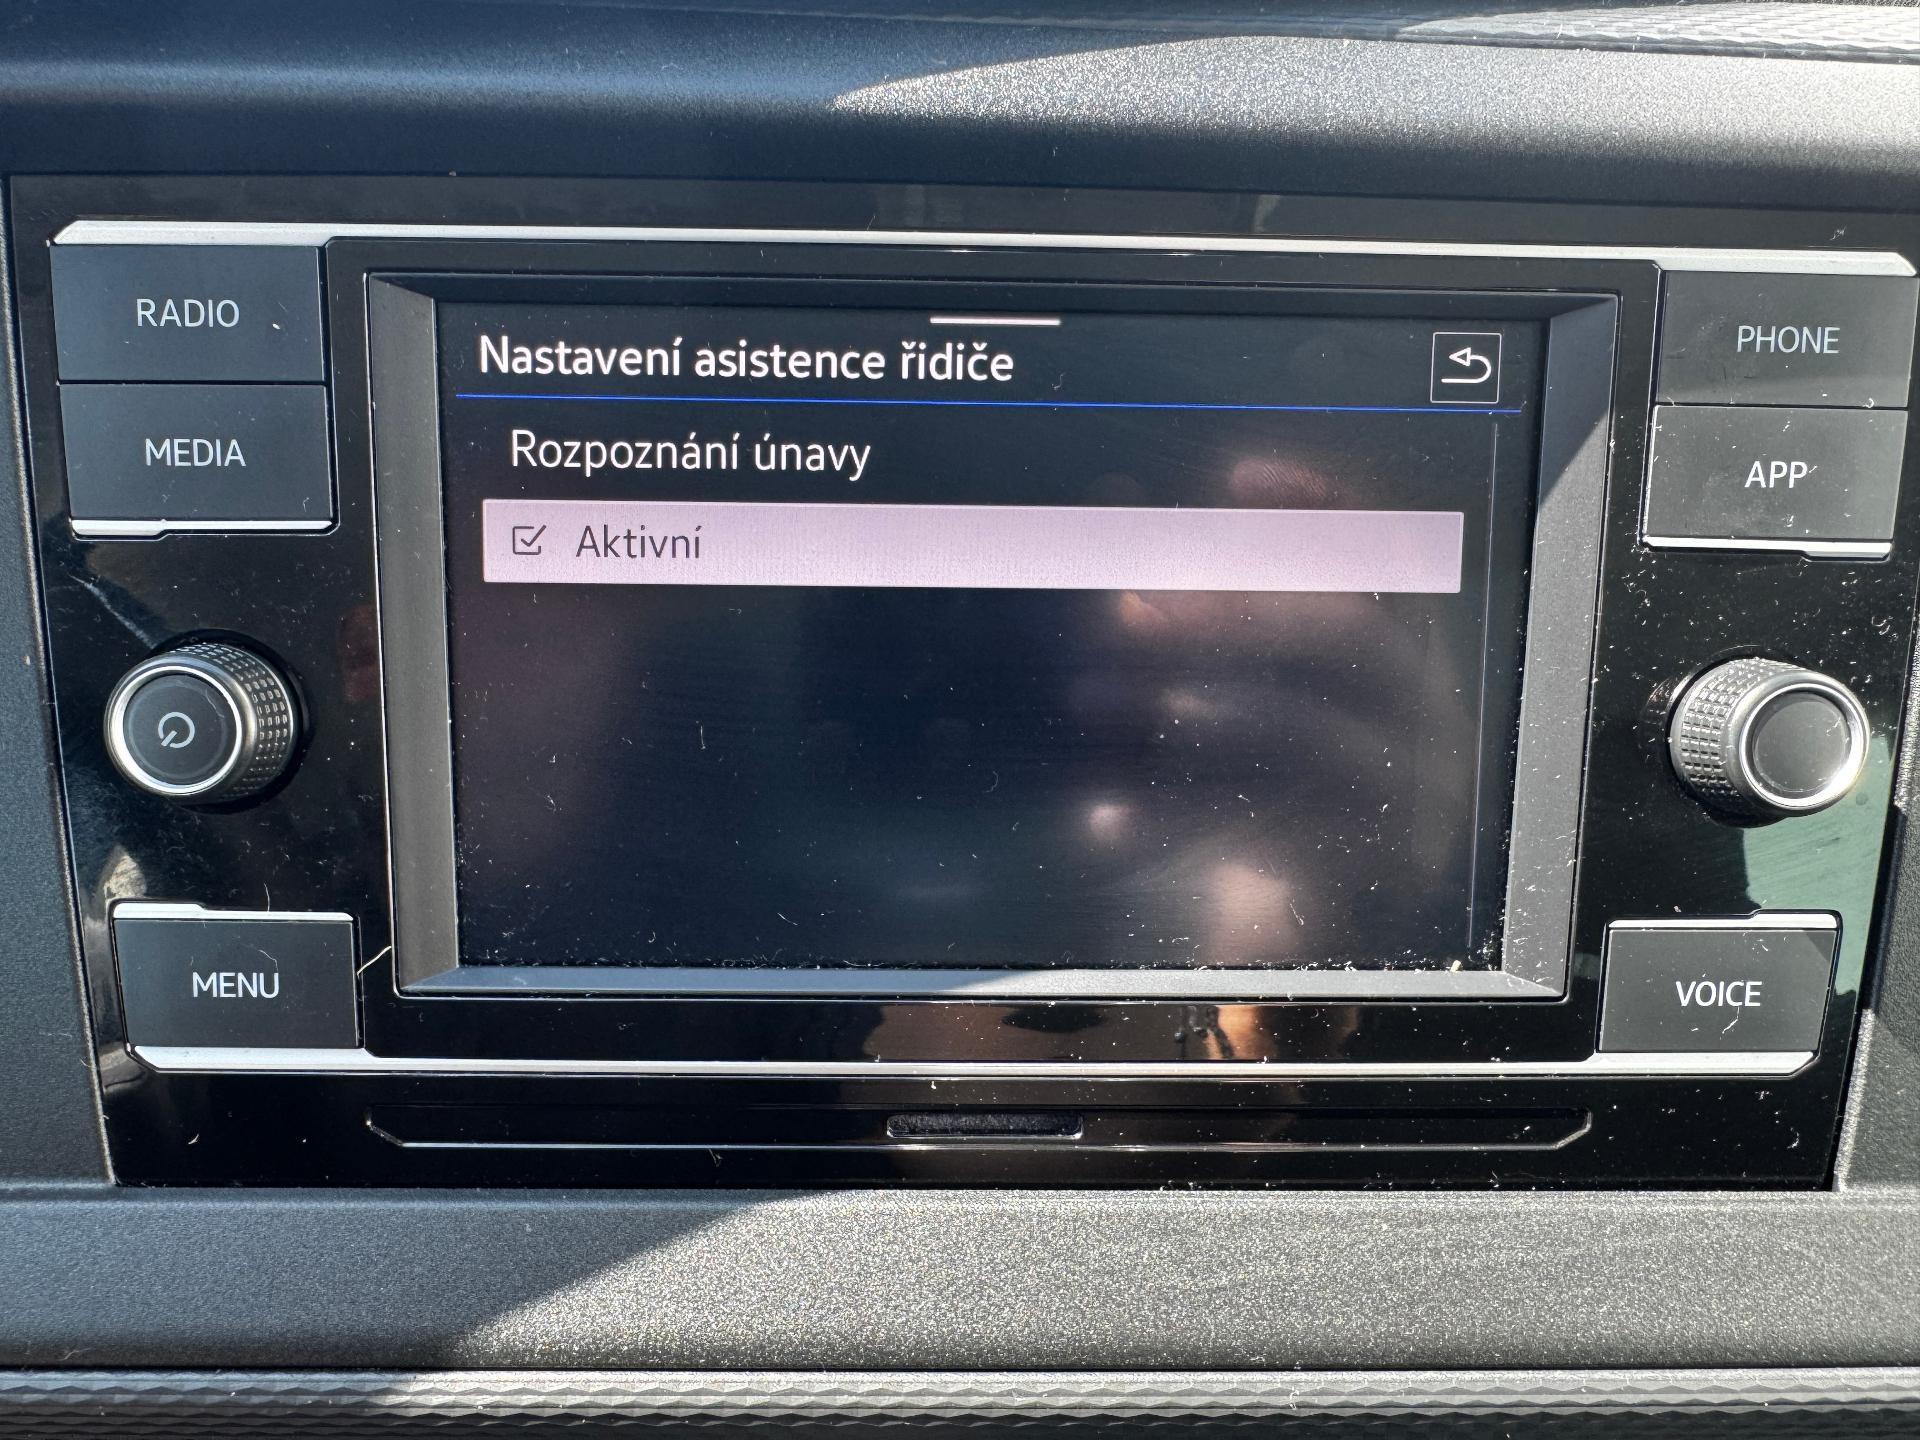 RADIO
MEDIA
MENU
Nastavení asistence řidiče
Rozpoznání únavy
Aktivní
PHONE
APP
VOICE